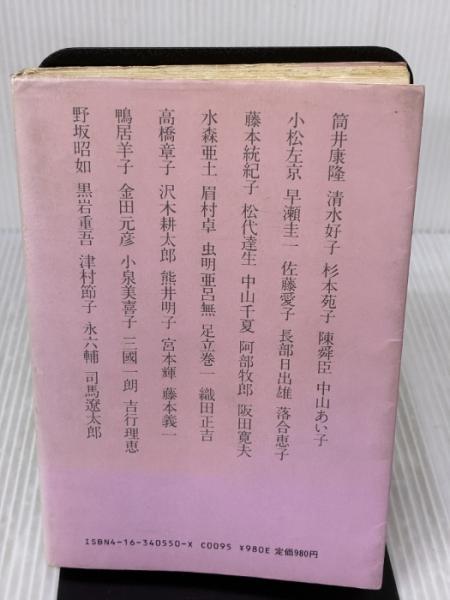 筒井康隆 清水好子 杉本苑子 陳舜臣 中山あい子
小松左京 早瀬圭一 佐藤愛子 長部日出雄 落合恵子
藤本統紀子 松代達生 中山千夏 阿部牧郎 阪田寛夫
水森亜土 眉村卓 虫明亜呂無 足立巻一 織田正吉
高橋章子 沢木耕太郎 熊井明子 宮本輝 藤本義一
鴨居羊子 金田元彦 小泉美喜子 三國一朗 吉行理恵
野坂昭如 黒岩重吾 津村節子 永六輔 司馬遼太郎
ISBN4-16-340550-X C0095 ¥980E 定価980円